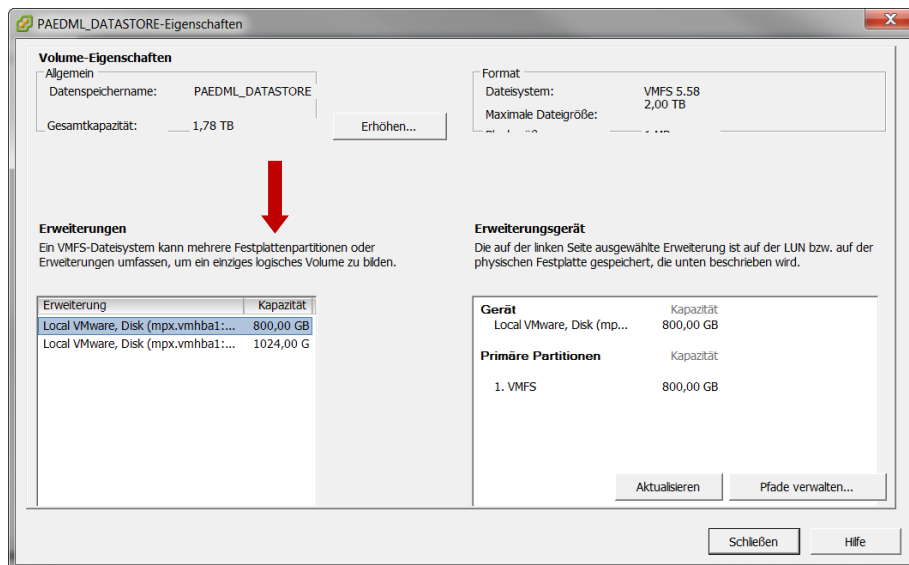 PAEDML_DATASTORE-Eigenschaften
Volume-Eigenschaften
Allgemein
Datenspeichername: PAEDML_DATASTORE
Gesamtkapazität: 1,78 TB
Erhöhen...
Format
Dateisystem: VMFS 5.58
Maximale Dateigröße: 2,00 TB
Erweiterungen
Ein VMFS-Dateisystem kann mehrere Festplattenpartitionen oder
Erweiterungen umfassen, um ein einziges logisches Volume zu bilden.
Erweiterung Kapazität
Local VMware, Disk (mpx.vmhba1:... 800,00 GB
Local VMware, Disk (mpx.vmhba1:... 1024,00 G
Erweiterungsgerät
Die auf der linken Seite ausgewählte Erweiterung ist auf der LUN bzw. auf der
physischen Festplatte gespeichert, die unten beschrieben wird.
Gerät Kapazität
Local VMware, Disk (mp... 800,00 GB
Primäre Partitionen Kapazität
1. VMFS 800,00 GB
Aktualisieren Pfade verwalten...
Schließen Hilfe